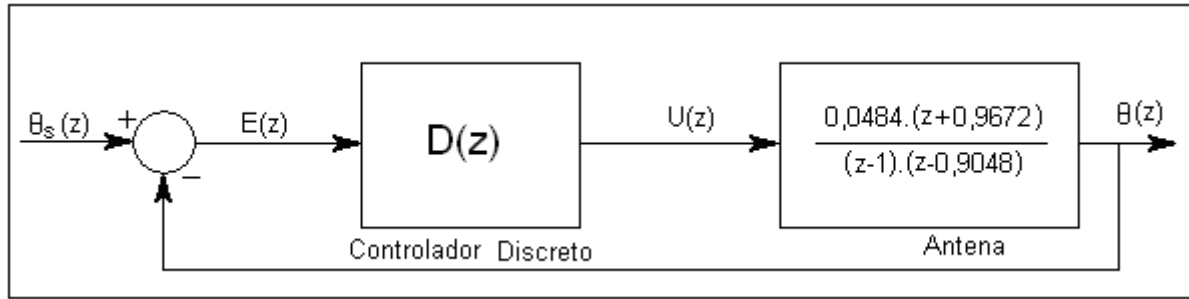 θs(z)
+
−
E(z)
D(z)
U(z)
0,0484.(z+0,9672)
(z-1).(z-0,9048)
θ(z)
Controlador Discreto
Antena